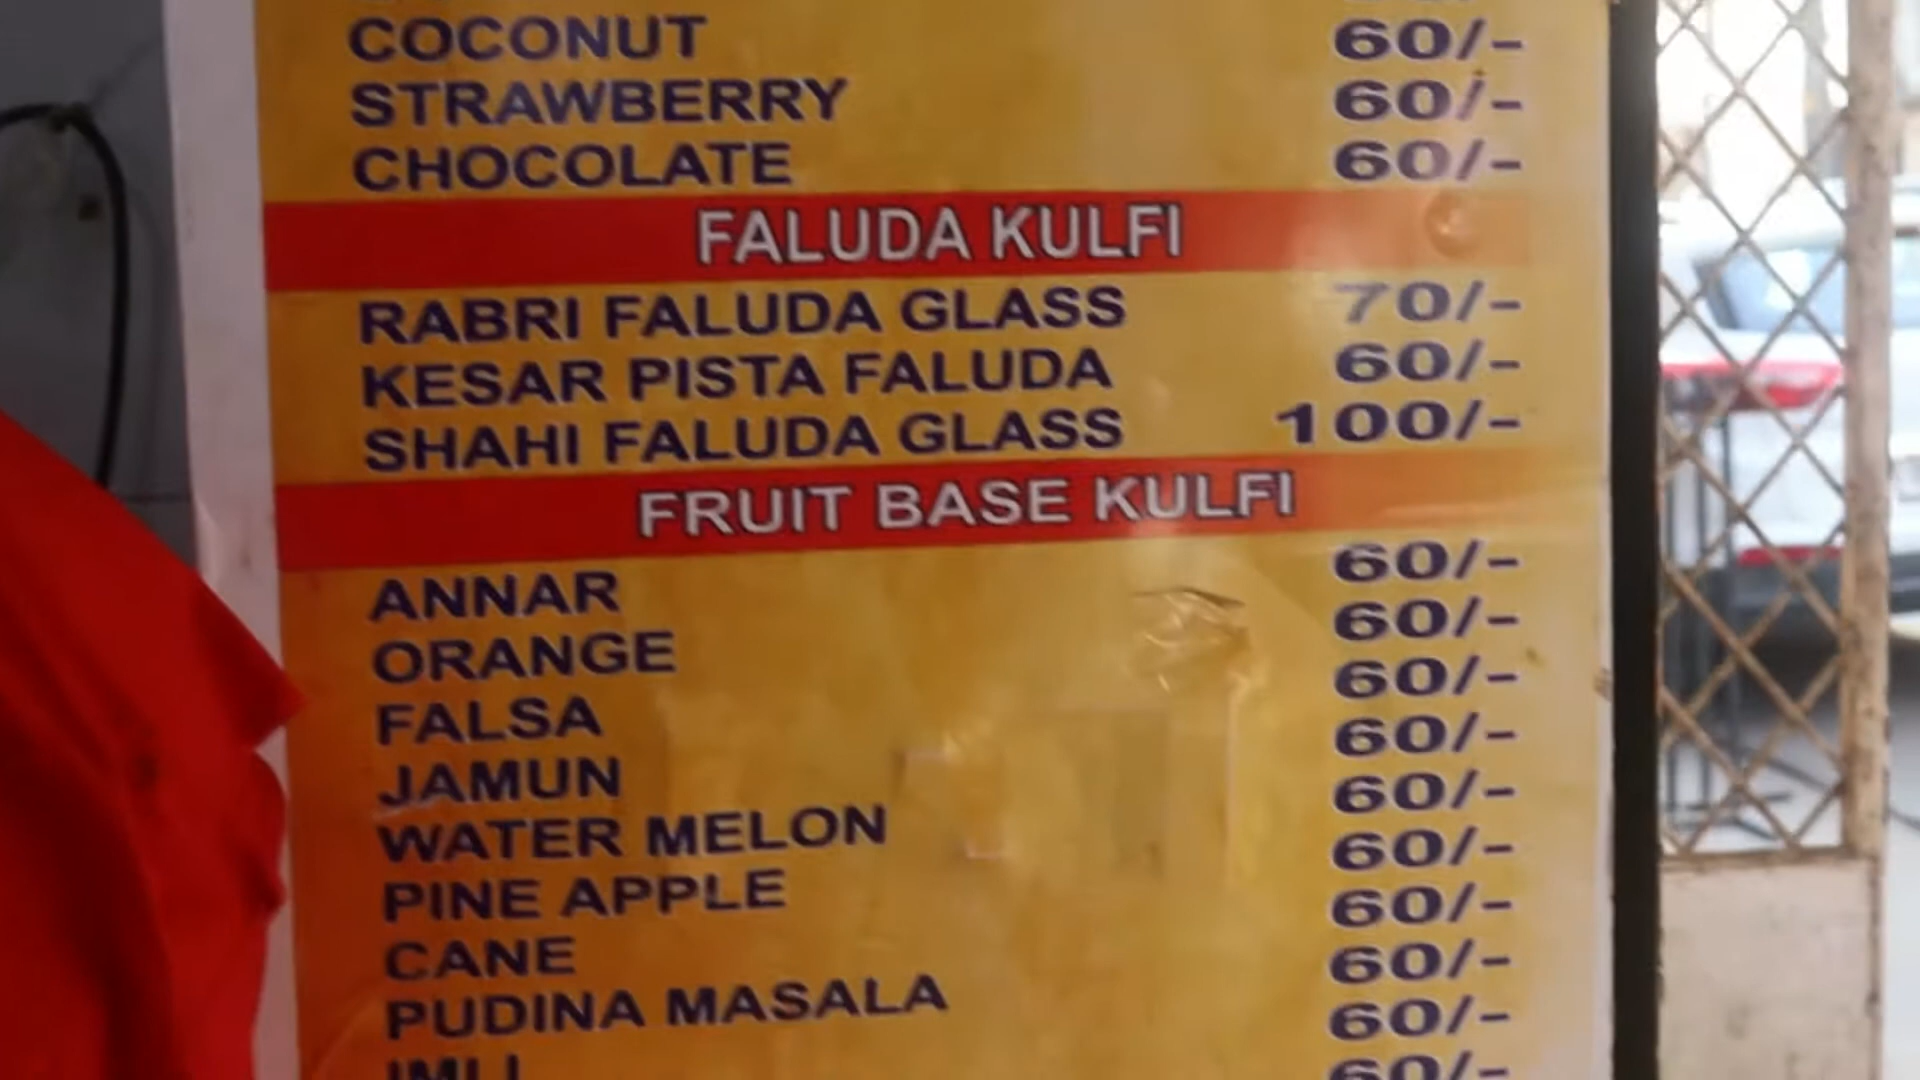 COCONUT 60/-
STRAWBERRY 60/-
CHOCOLATE 60/-
FALUDA KULFI
RABRI FALUDA GLASS 70/-
KESAR PISTA FALUDA 60/-
SHAHI FALUDA GLASS 100/-
FRUIT BASE KULFI
ANNAR 60/-
ORANGE 60/-
FALSA 60/-
JAMUN 60/-
WATER MELON 60/-
PINE APPLE 60/-
CANE 60/-
PUDINA MASALA 60/-
IMLI 60/-
60/-